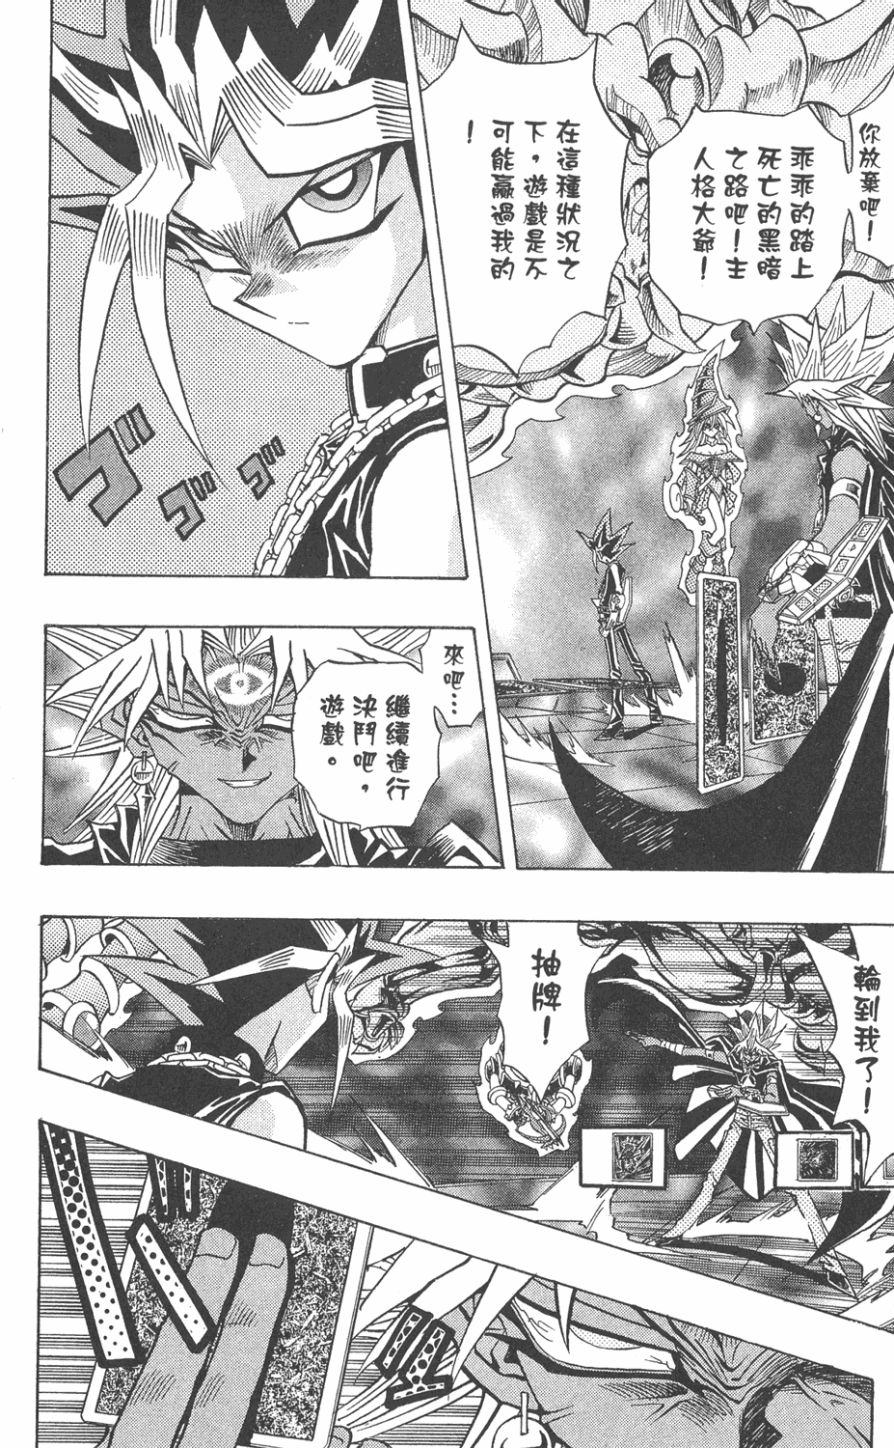 你放棄吧！
乖乖的踏上
死亡的黑暗
之路吧！主
人格大爺！
在這種狀況之
下，遊戲是不
可能贏過我的
！
ゴゴゴ
來吧…
繼續進行
決鬥吧，
遊戲。
輪到我了！
抽牌！